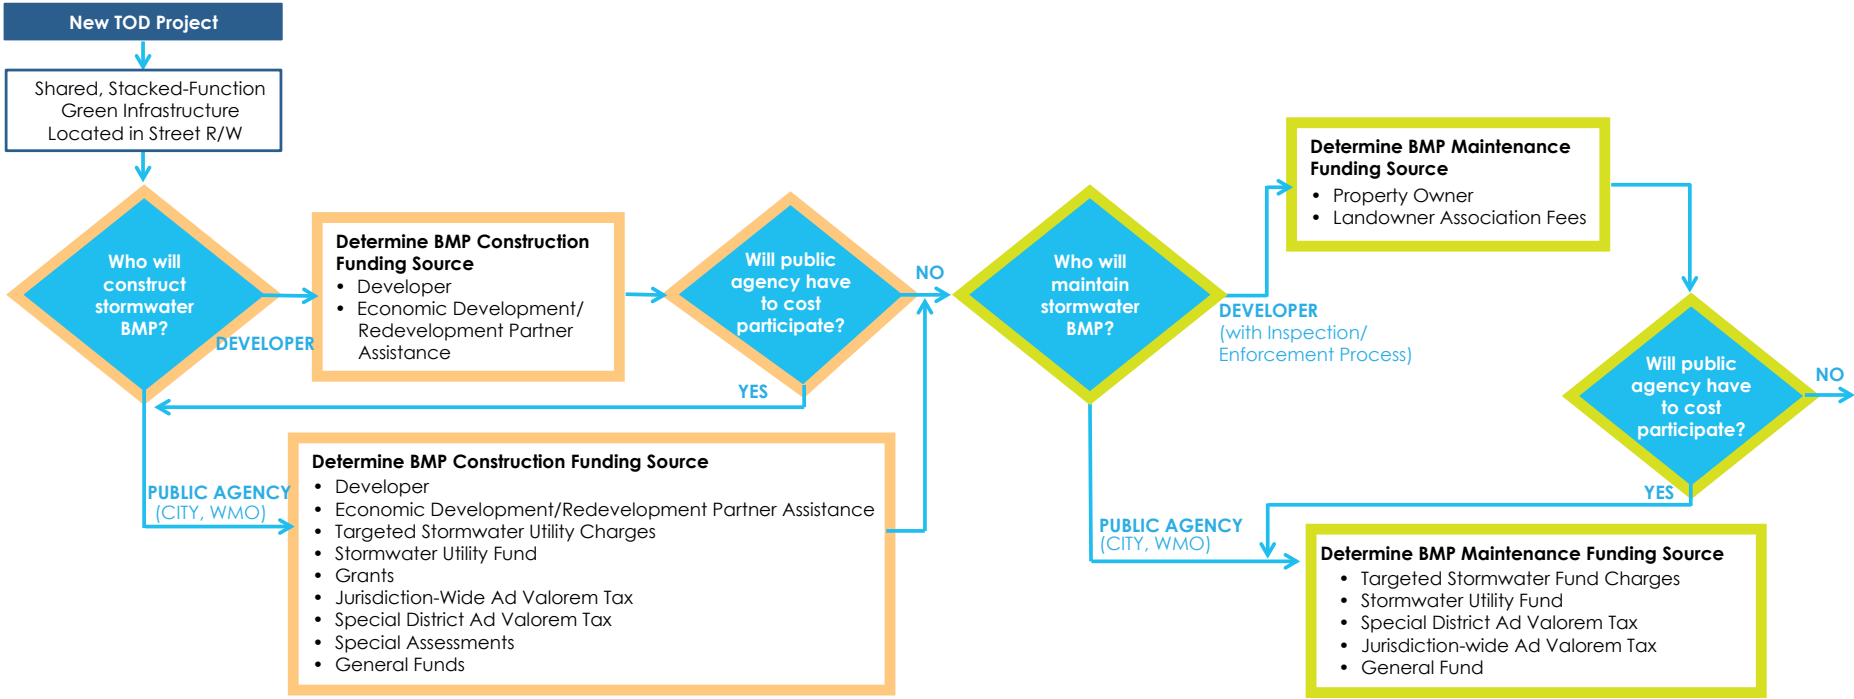 New TOD Project
Shared, Stacked-Function
Green Infrastructure
Located in Street R/W
Who will
construct
stormwater
BMP?
DEVELOPER
Determine BMP Construction
Funding Source
• Developer
• Economic Development/
Redevelopment Partner
Assistance
Will public
agency have
to cost
participate?
NO
YES
PUBLIC AGENCY
(CITY, WMO)
Determine BMP Construction Funding Source
• Developer
• Economic Development/Redevelopment Partner Assistance
• Targeted Stormwater Utility Charges
• Stormwater Utility Fund
• Grants
• Jurisdiction-Wide Ad Valorem Tax
• Special District Ad Valorem Tax
• Special Assessments
• General Funds
Who will
maintain
stormwater
BMP?
DEVELOPER
(with Inspection/
Enforcement Process)
Determine BMP Maintenance
Funding Source
• Property Owner
• Landowner Association Fees
Will public
agency have
to cost
participate?
NO
YES
PUBLIC AGENCY
(CITY, WMO)
Determine BMP Maintenance Funding Source
• Targeted Stormwater Fund Charges
• Stormwater Utility Fund
• Special District Ad Valorem Tax
• Jurisdiction-wide Ad Valorem Tax
• General Fund